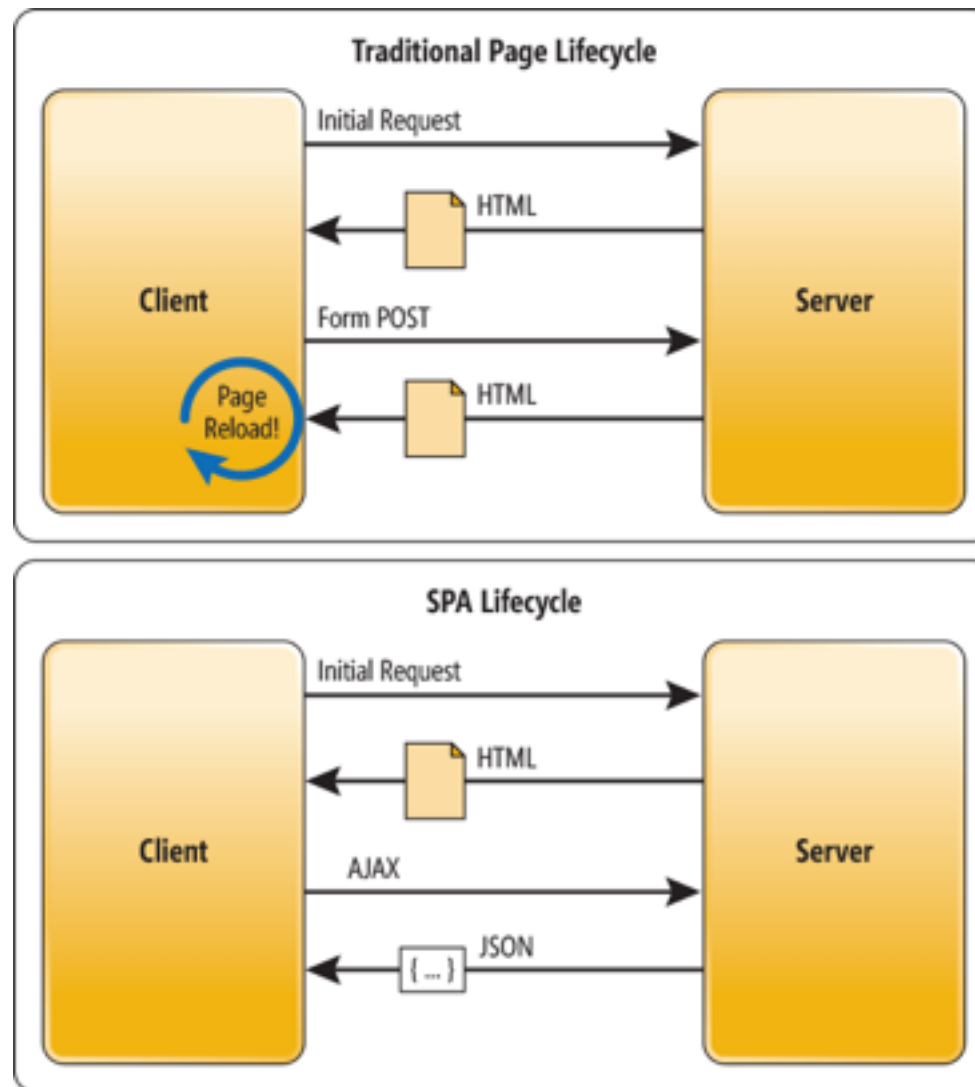 Traditional Page Lifecycle
Initial Request
HTML
Client
Server
Form POST
HTML
Page
Reload!
SPA Lifecycle
Initial Request
HTML
Client
Server
AJAX
JSON
{ ... }